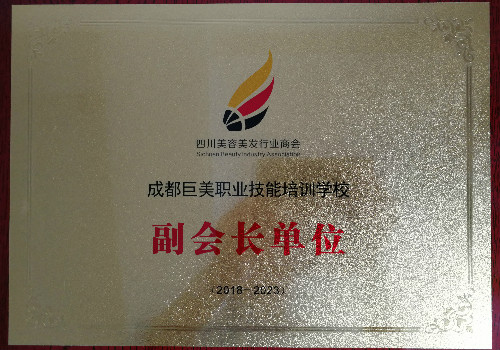 四川美容美发行业商会
Sichuan Beauty Industry Association
成都巨美职业技能培训学校
副会长单位
(2018-2023)